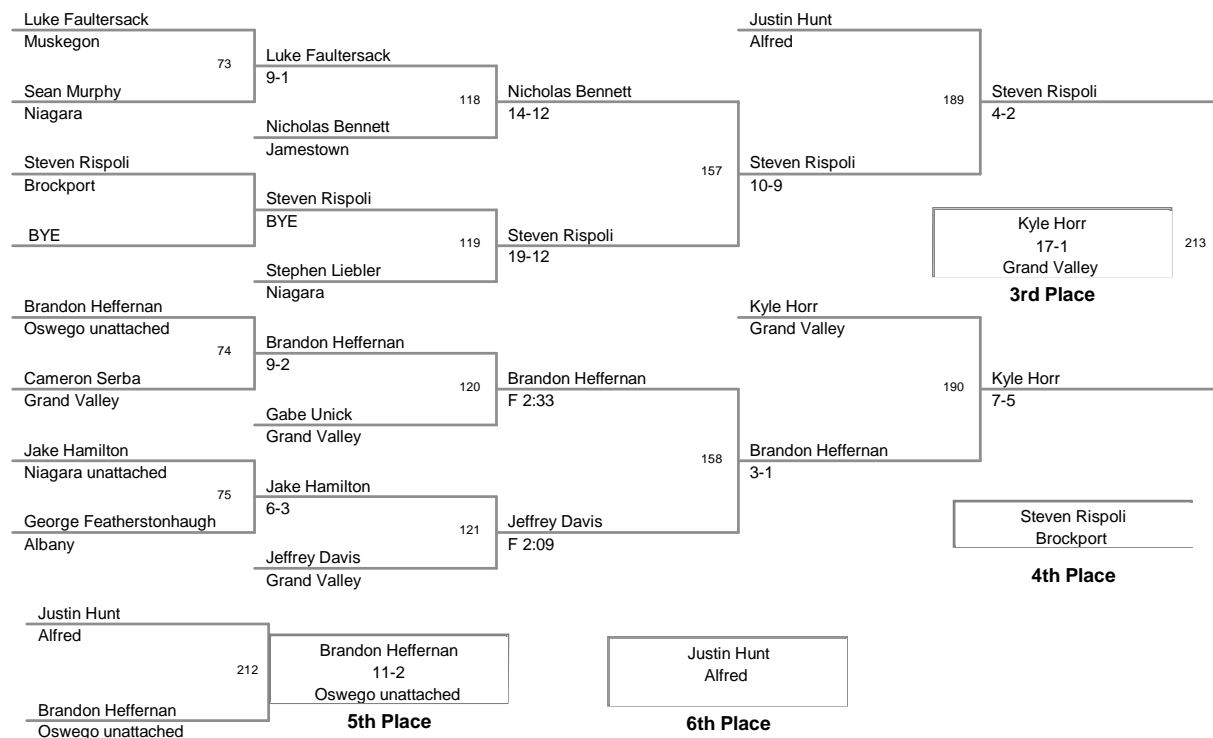 Luke Faultersack
Muskegon
73
Sean Murphy
Niagara
Steven Rispoli
Brockport
BYE
Brandon Heffernan
Oswego unattached
74
Cameron Serba
Grand Valley
Jake Hamilton
Niagara unattached
75
George Featherstonhaugh
Albany
Luke Faultersack
9-1
118
Nicholas Bennett
Jamestown
Steven Rispoli
BYE
119
Stephen Liebler
Niagara
Brandon Heffernan
9-2
120
Gabe Unick
Grand Valley
Jake Hamilton
6-3
121
Jeffrey Davis
Grand Valley
Nicholas Bennett
14-12
157
Steven Rispoli
19-12
Brandon Heffernan
F 2:33
158
Jeffrey Davis
F 2:09
Justin Hunt
Alfred
189
Steven Rispoli
10-9
Kyle Horr
Grand Valley
190
Brandon Heffernan
3-1
Steven Rispoli
4-2
Kyle Horr
17-1
Grand Valley
213
3rd Place
Kyle Horr
7-5
Steven Rispoli
Brockport
4th Place
Justin Hunt
Alfred
212
Brandon Heffernan
Oswego unattached
Brandon Heffernan
11-2
Oswego unattached
5th Place
Justin Hunt
Alfred
6th Place